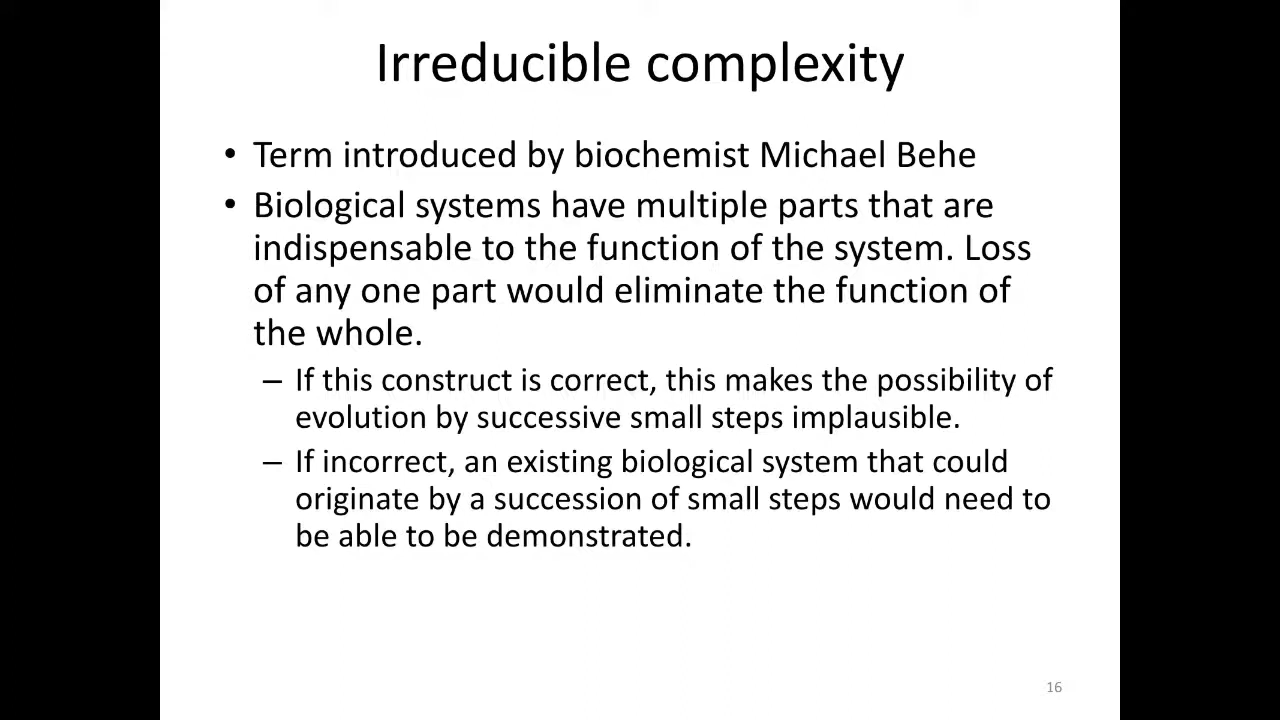 Irreducible complexity
• Term introduced by biochemist Michael Behe
• Biological systems have multiple parts that are
indispensable to the function of the system. Loss
of any one part would eliminate the function of
the whole.
– If this construct is correct, this makes the possibility of
evolution by successive small steps implausible.
– If incorrect, an existing biological system that could
originate by a succession of small steps would need to
be able to be demonstrated.
16